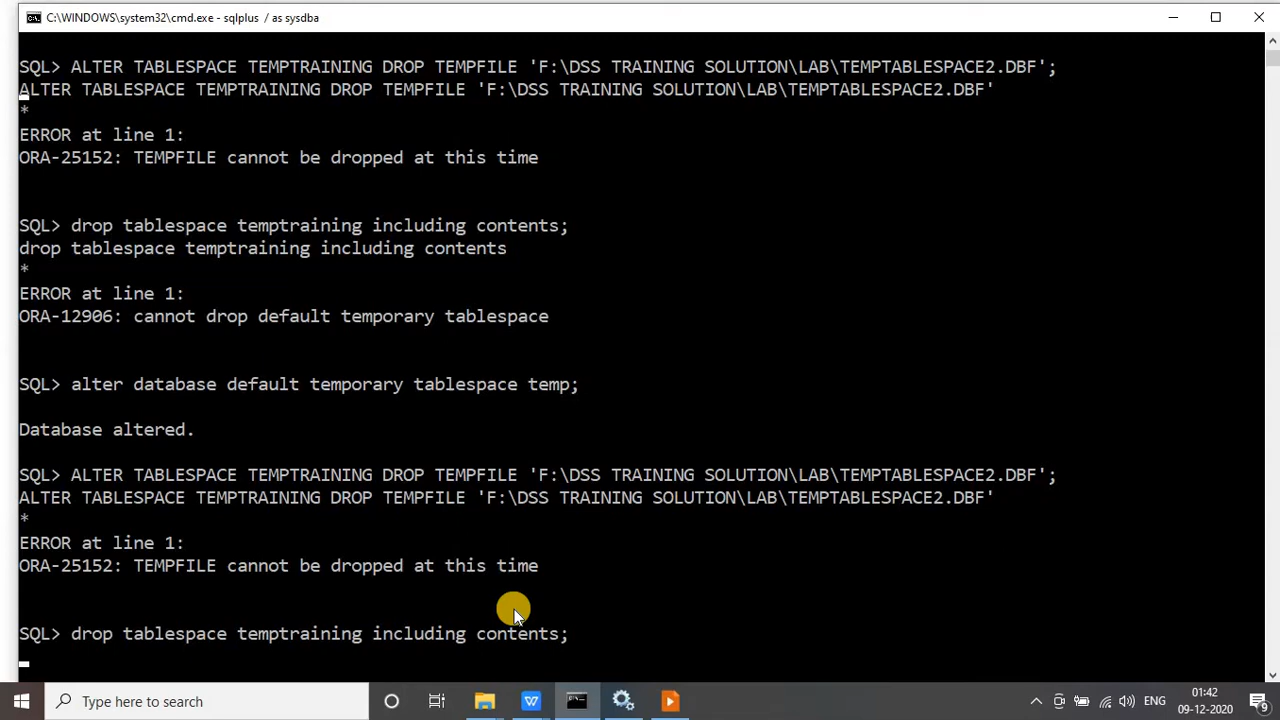 C:\WINDOWS\system32\cmd.exe - sqlplus / as sysdba
SQL> ALTER TABLESPACE TEMPTRAINING DROP TEMPFILE 'F:\DSS TRAINING SOLUTION\LAB\TEMPTABLESPACE2.DBF';
ALTER TABLESPACE TEMPTRAINING DROP TEMPFILE 'F:\DSS TRAINING SOLUTION\LAB\TEMPTABLESPACE2.DBF'
*
ERROR at line 1:
ORA-25152: TEMPFILE cannot be dropped at this time
SQL> drop tablespace temptraining including contents;
drop tablespace temptraining including contents
*
ERROR at line 1:
ORA-12906: cannot drop default temporary tablespace
SQL> alter database default temporary tablespace temp;
Database altered.
SQL> ALTER TABLESPACE TEMPTRAINING DROP TEMPFILE 'F:\DSS TRAINING SOLUTION\LAB\TEMPTABLESPACE2.DBF';
ALTER TABLESPACE TEMPTRAINING DROP TEMPFILE 'F:\DSS TRAINING SOLUTION\LAB\TEMPTABLESPACE2.DBF'
*
ERROR at line 1:
ORA-25152: TEMPFILE cannot be dropped at this time
SQL> drop tablespace temptraining including contents;
Type here to search
ENG
01:42
09-12-2020
9